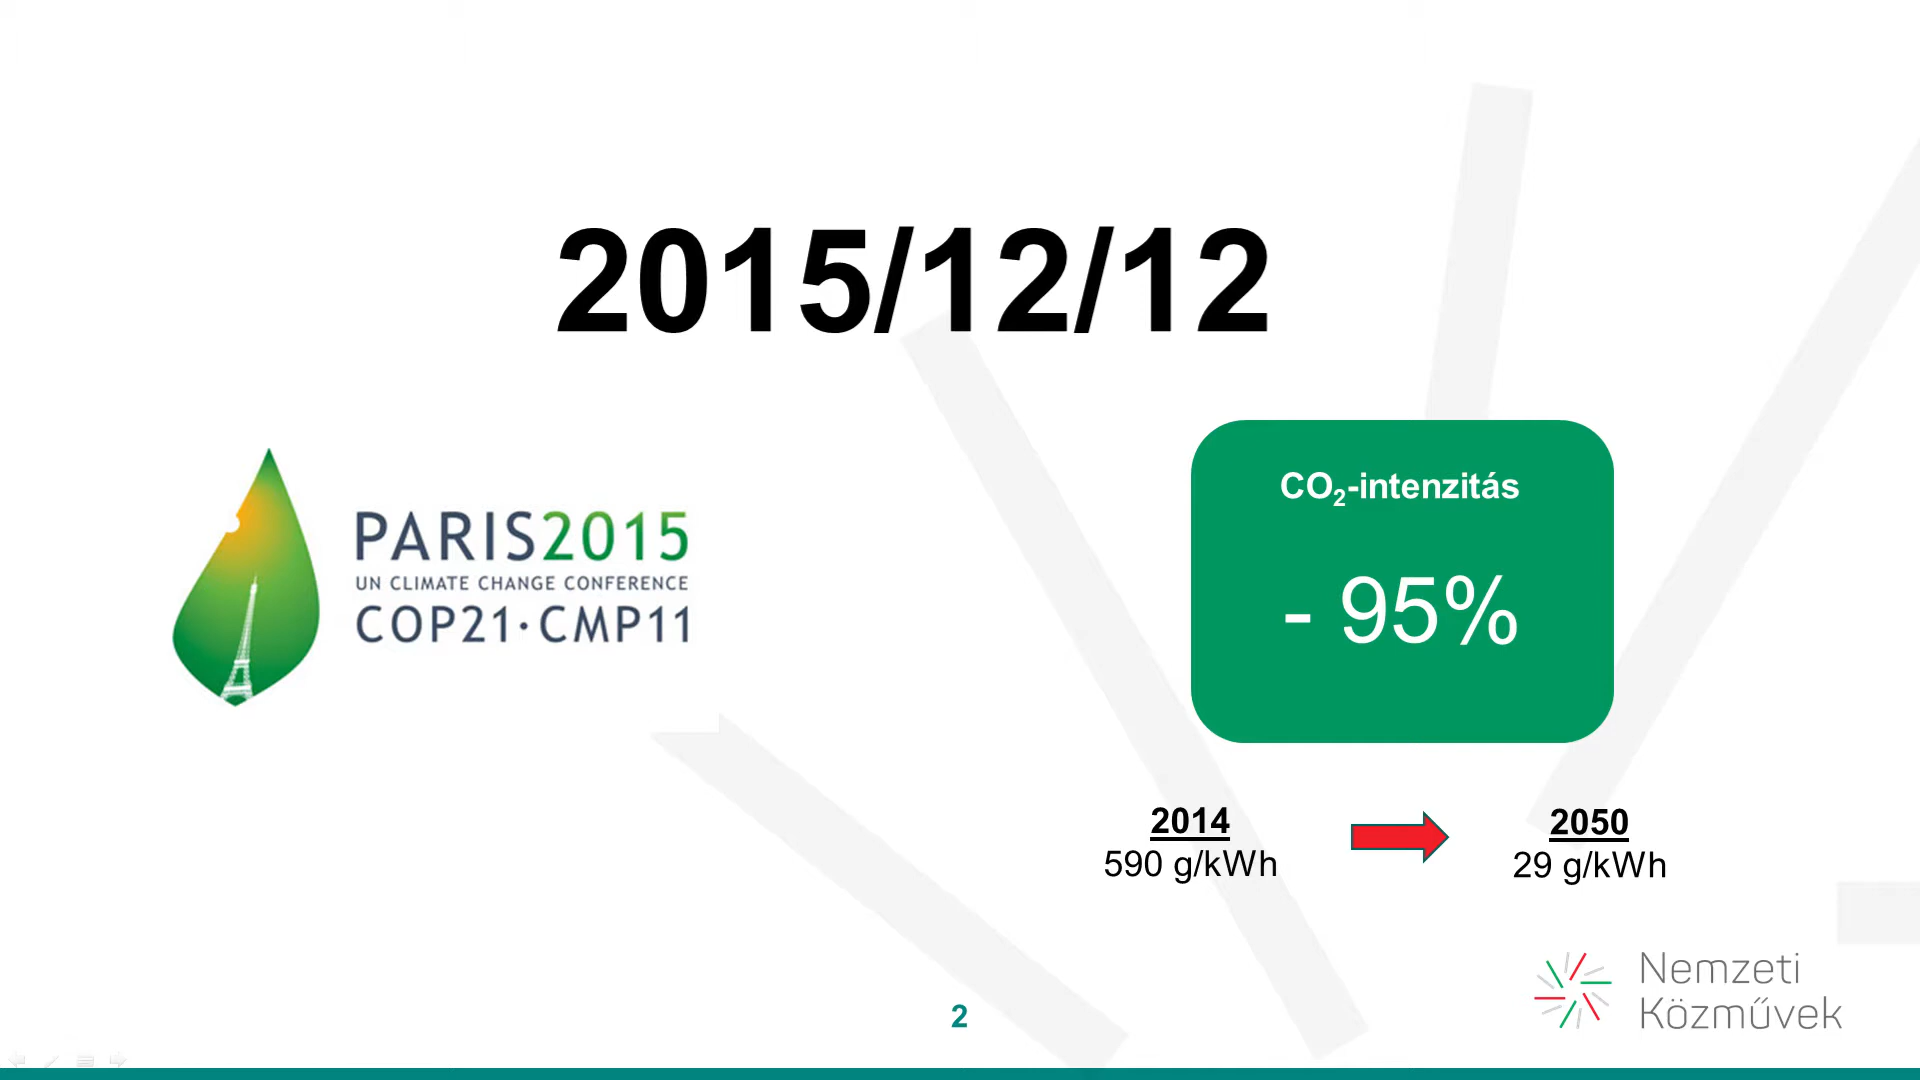 2015/12/12
PARIS2015
UN CLIMATE CHANGE CONFERENCE
COP21·CMP11
CO₂-intenzitás
- 95%
2014
590 g/kWh
2050
29 g/kWh
2
Nemzeti
Közművek